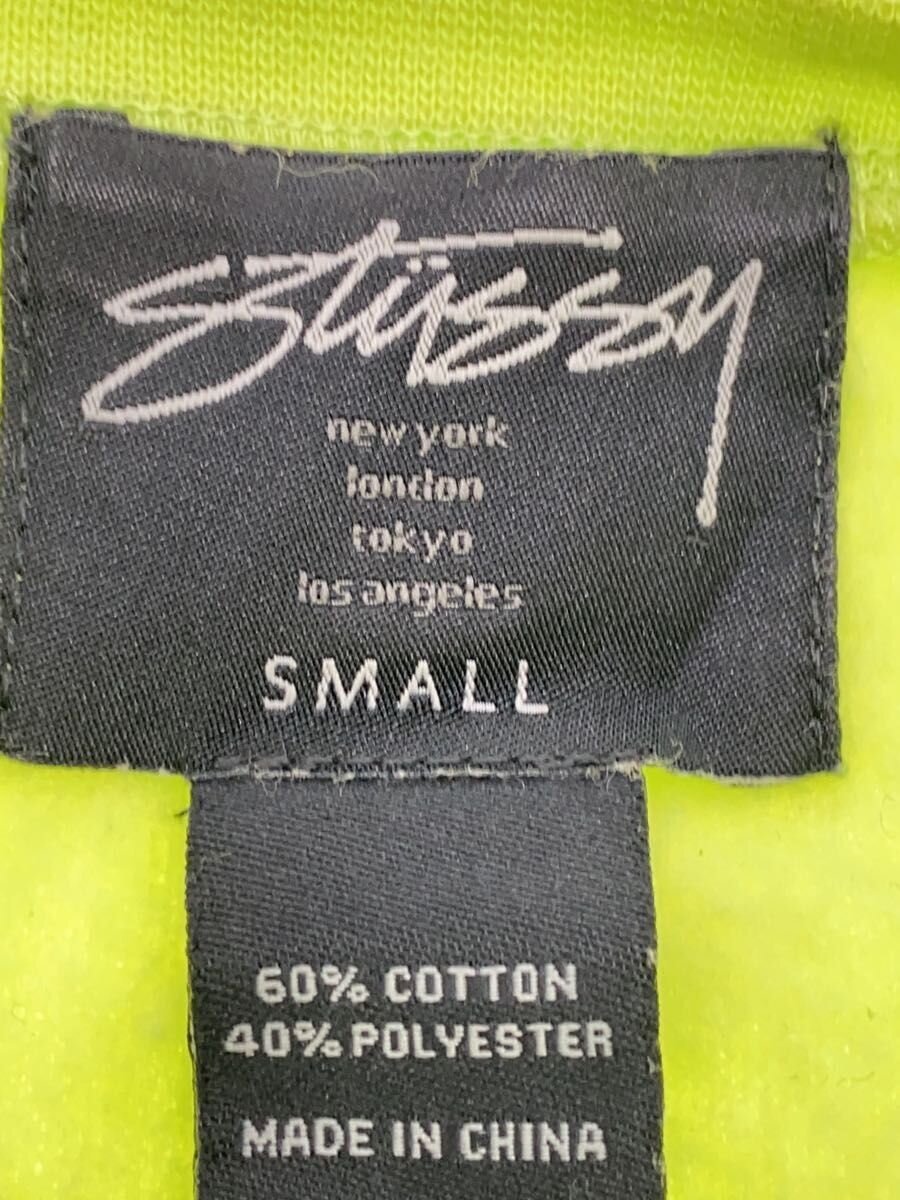 Stüssy
new york
london
tokyo
los angeles
SMALL
60% COTTON
40% POLYESTER
MADE IN CHINA